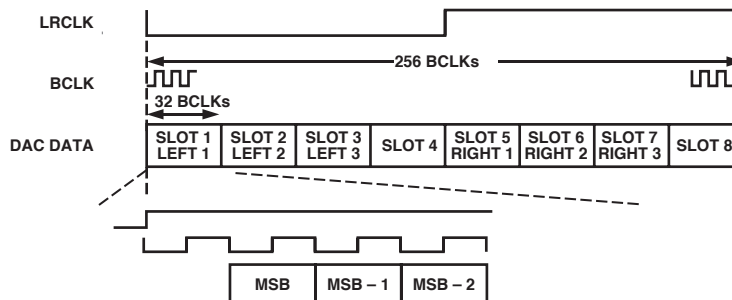 LRCLK
256 BCLKs
BCLK
32 BCLKs
DAC DATA
SLOT 1
LEFT 1
SLOT 2
LEFT 2
SLOT 3
LEFT 3
SLOT 4
SLOT 5
RIGHT 1
SLOT 6
RIGHT 2
SLOT 7
RIGHT 3
SLOT 8
MSB
MSB – 1
MSB – 2